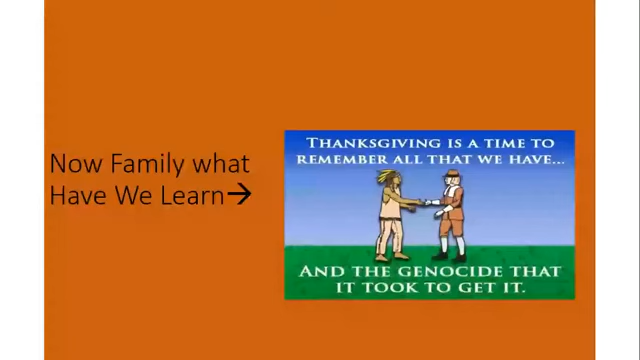 Now Family what
Have We Learn→
THANKSGIVING IS A TIME TO
REMEMBER ALL THAT WE HAVE...
AND THE GENOCIDE THAT
IT TOOK TO GET IT.